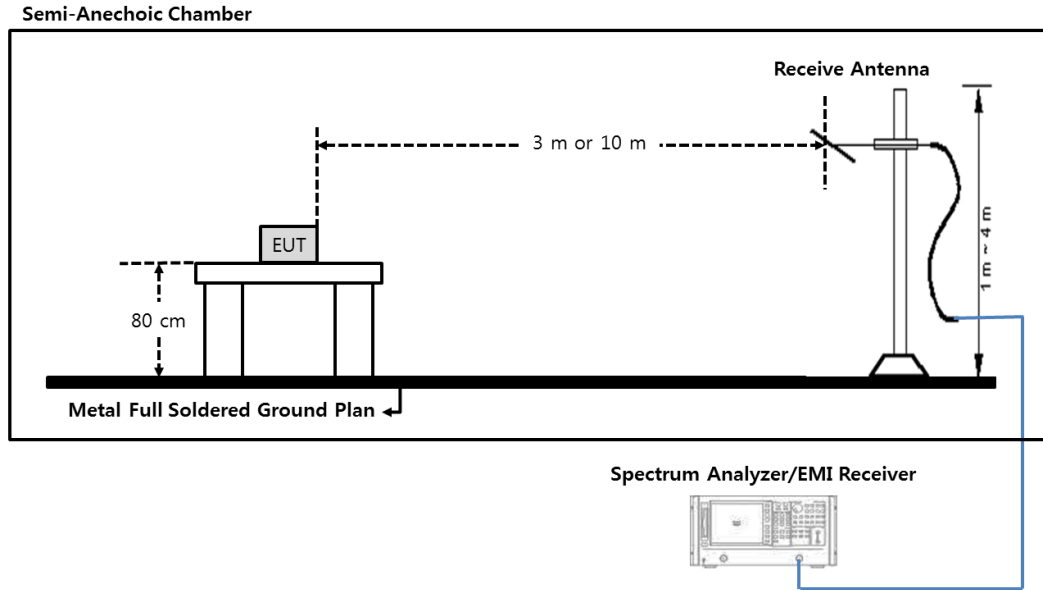 Semi-Anechoic Chamber
Receive Antenna
3 m or 10 m
EUT
1 m ~ 4 m
80 cm
Metal Full Soldered Ground Plan
Spectrum Analyzer/EMI Receiver